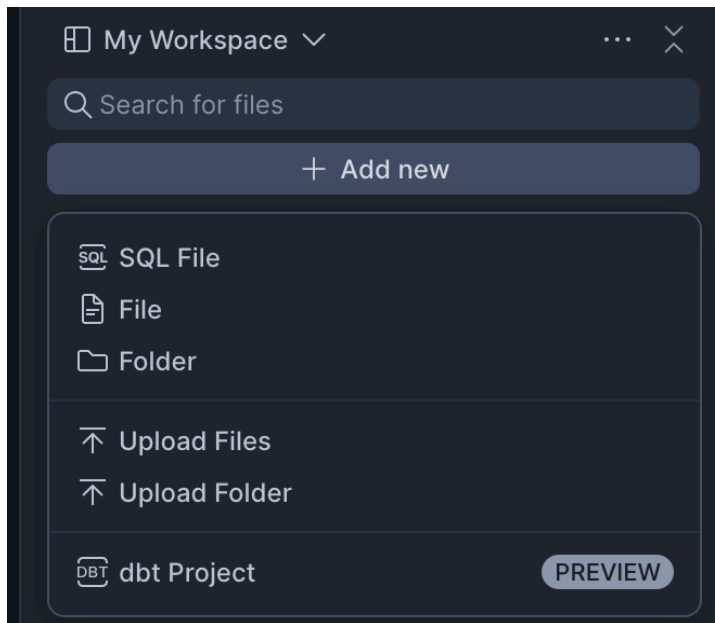 My Workspace
Search for files
+ Add new
SQL SQL File
File
Folder
Upload Files
Upload Folder
DBT dbt Project PREVIEW